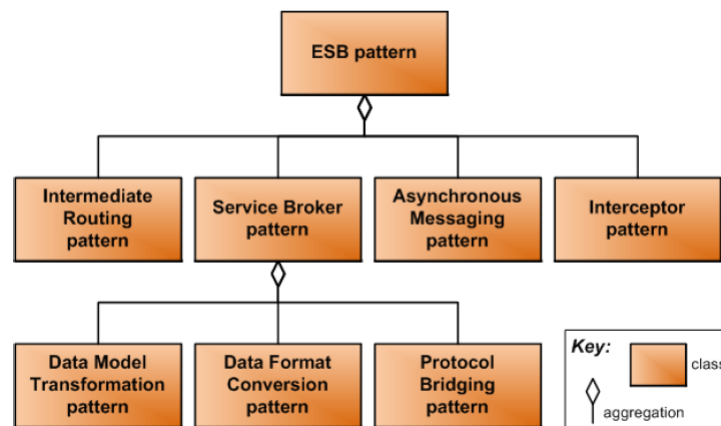 ESB pattern
Intermediate
Routing
pattern
Service Broker
pattern
Asynchronous
Messaging
pattern
Interceptor
pattern
Data Model
Transformation
pattern
Data Format
Conversion
pattern
Protocol
Bridging
pattern
Key:
class
aggregation